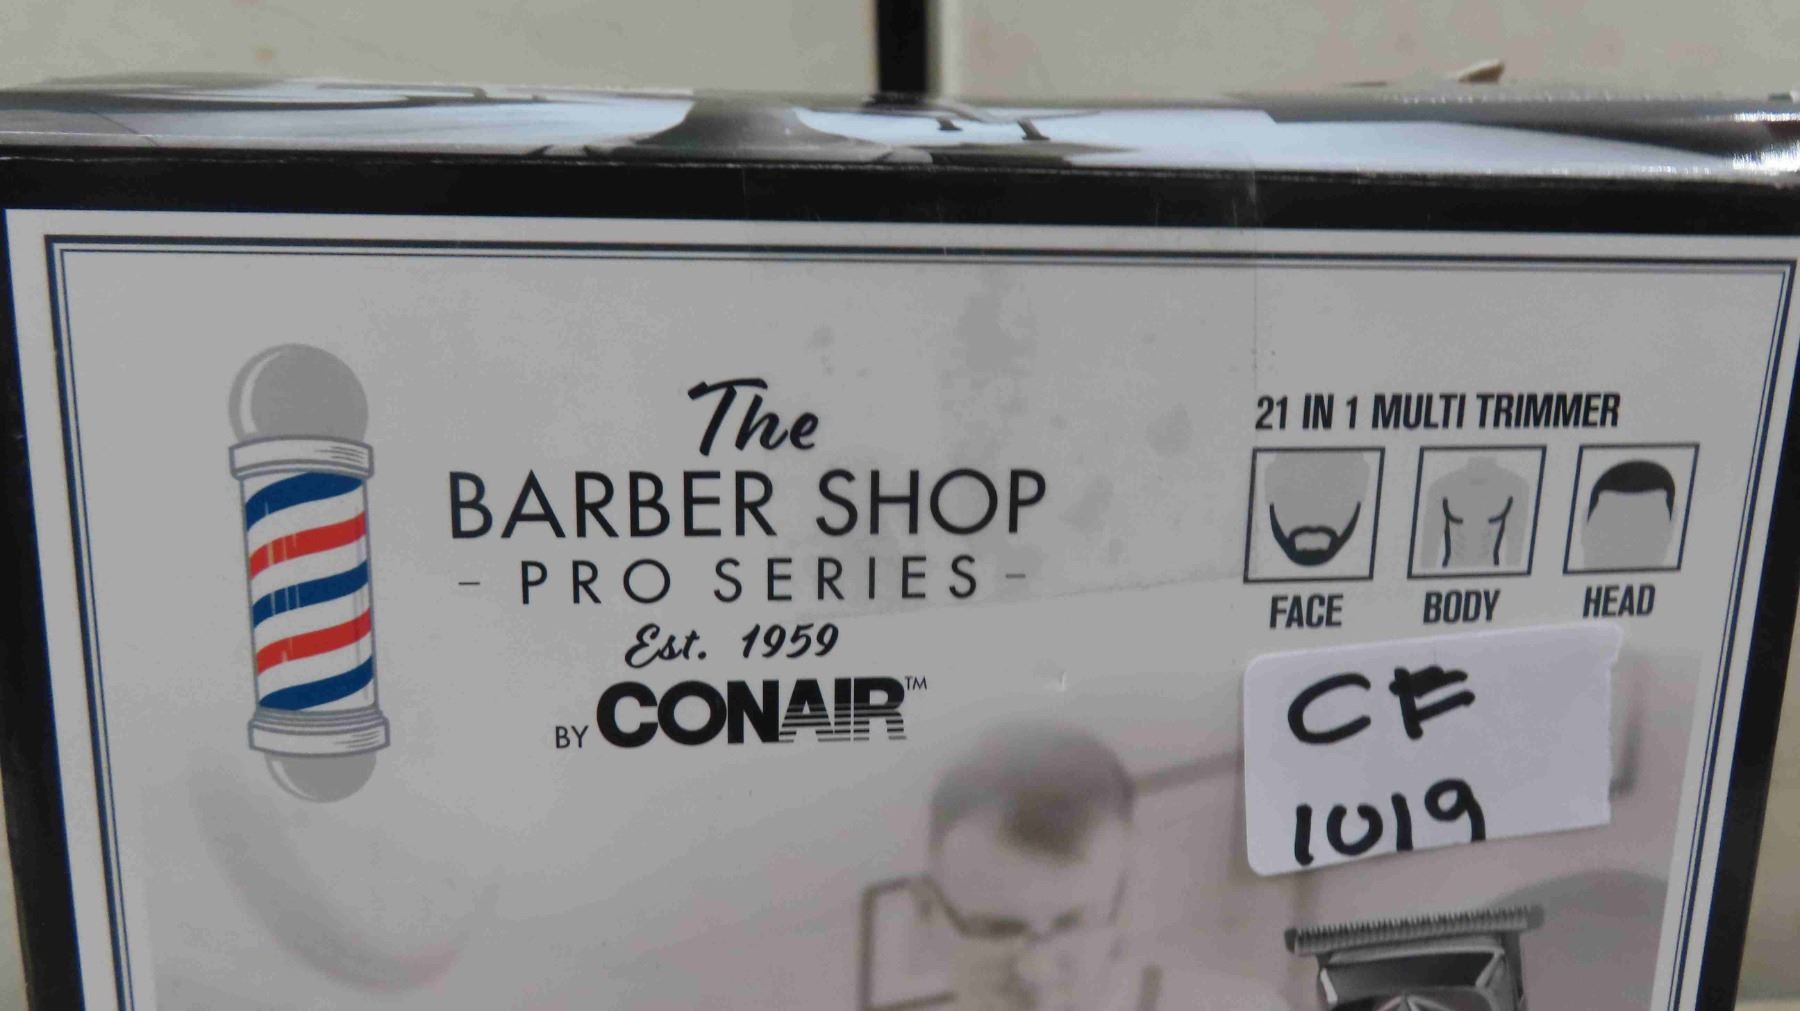 The
BARBER SHOP
- PRO SERIES -
Est. 1959
BY CONAIR™
21 IN 1 MULTI TRIMMER
FACE BODY HEAD
CF
1019